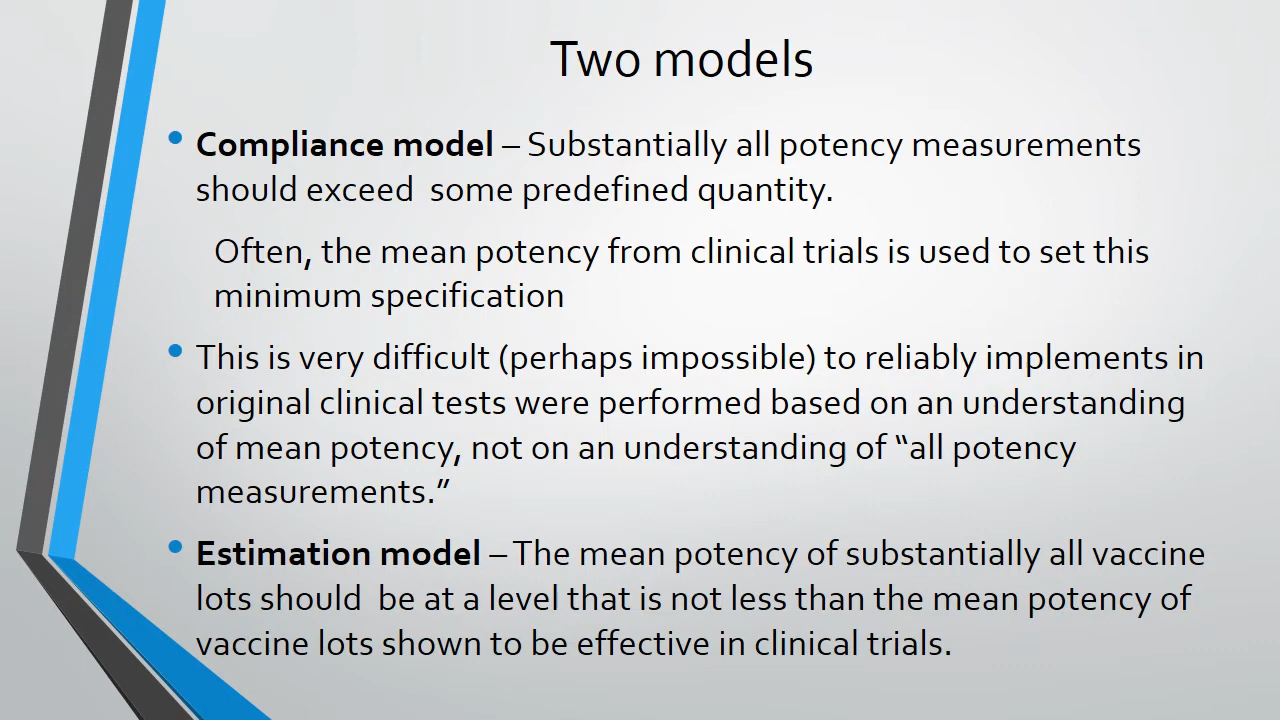 Two models
Compliance model – Substantially all potency measurements
should exceed  some predefined quantity.
Often, the mean potency from clinical trials is used to set this
minimum specification
This is very difficult (perhaps impossible) to reliably implements in
original clinical tests were performed based on an understanding
of mean potency, not on an understanding of “all potency
measurements.”
Estimation model – The mean potency of substantially all vaccine
lots should  be at a level that is not less than the mean potency of
vaccine lots shown to be effective in clinical trials.